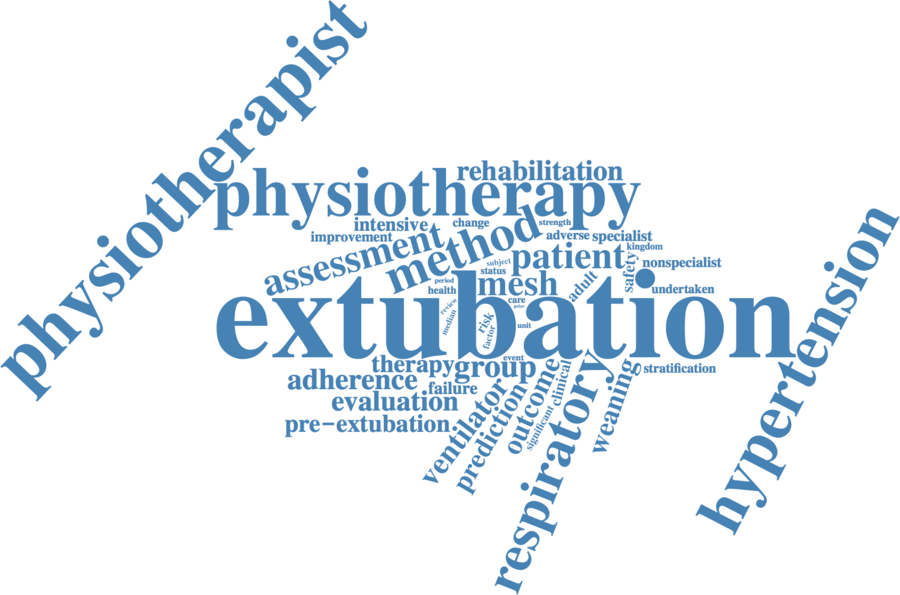 physiotherapist
rehabilitation
physiotherapy
intensive
change
strength
improvement
assessment
method
adverse
specialist
kingdom
patient
safety
subject
status
nonspecialist
period
mesh
adult
health
undertaken
hypertension
extubation
review
median
care
risk
factor
unit
event
therapy
group
stratification
adherence
failure
evaluation
pre-extubation
ventilator
prediction
outcome
significant
clinical
respiratory
weaning